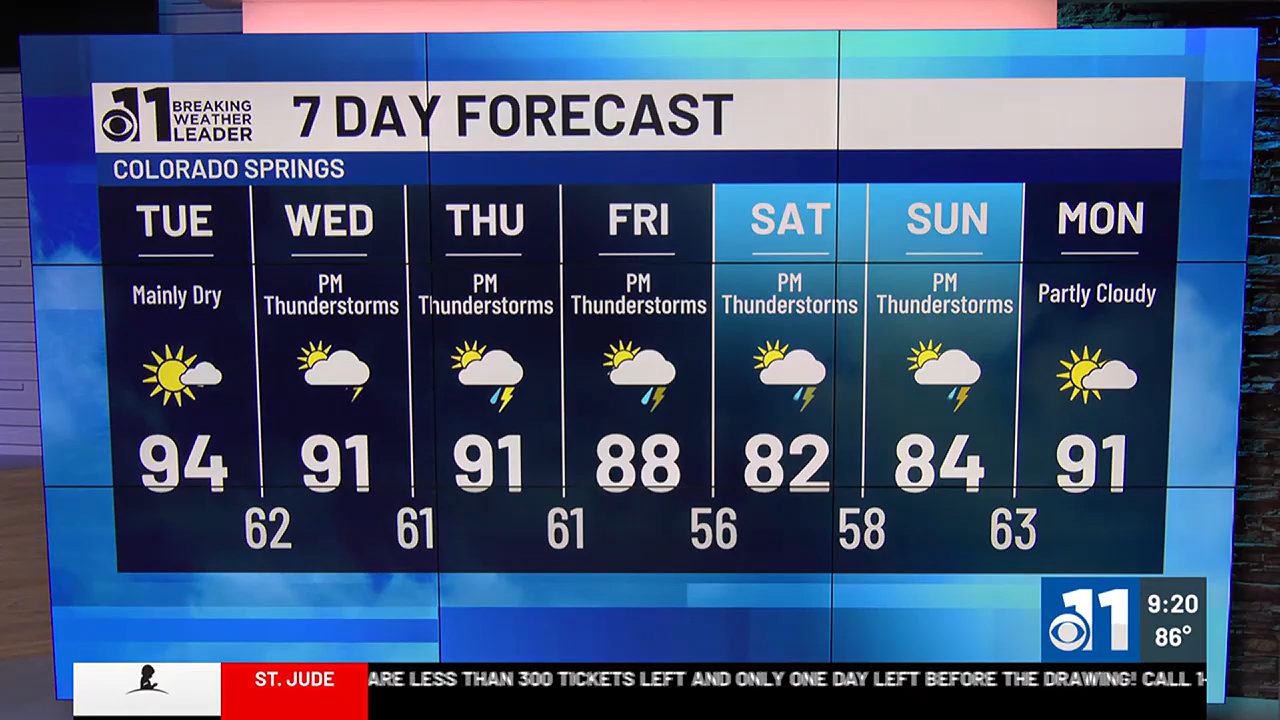 11 BREAKING
WEATHER
LEADER
7 DAY FORECAST
COLORADO SPRINGS
TUE WED THU FRI SAT SUN MON
Mainly Dry
PM Thunderstorms
PM Thunderstorms
PM Thunderstorms
PM Thunderstorms
PM Thunderstorms
Partly Cloudy
94 91 91 88 82 84 91
62 61 61 56 58 63
11 9:20
86°
ST. JUDE ARE LESS THAN 300 TICKETS LEFT AND ONLY ONE DAY LEFT BEFORE THE DRAWING! CALL 1-